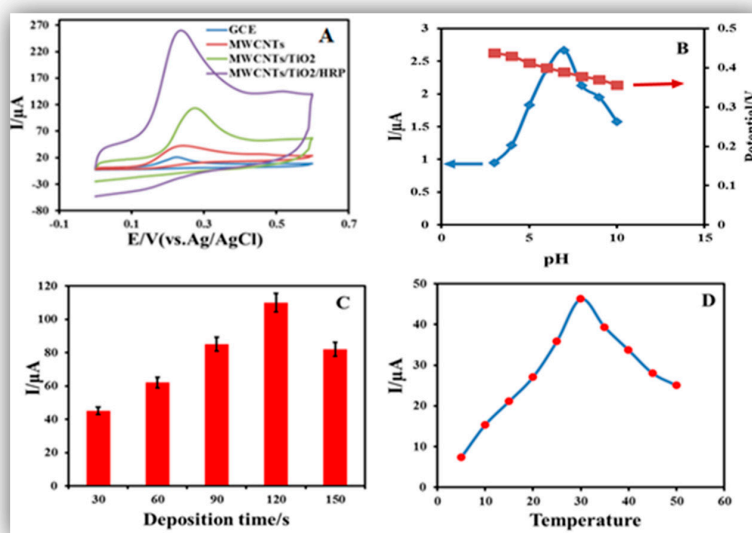 A
GCE
MWCNTs
MWCNTs/TiO2
MWCNTs/TiO2/HRP
I/µA
270
220
170
120
70
20
-30
-80
-0.1 0.1 0.3 0.5 0.7
E/V(vs.Ag/AgCl)
B
I/µA
3
2.5
2
1.5
1
0.5
0
0 5 10 15
pH
0.5
0.4
0.3
0.2
0.1
0
Potential/V
C
I/µA
120
100
80
60
40
20
0
30 60 90 120 150
Deposition time/s
D
I/µA
50
40
30
20
10
0
0 10 20 30 40 50 60
Temperature